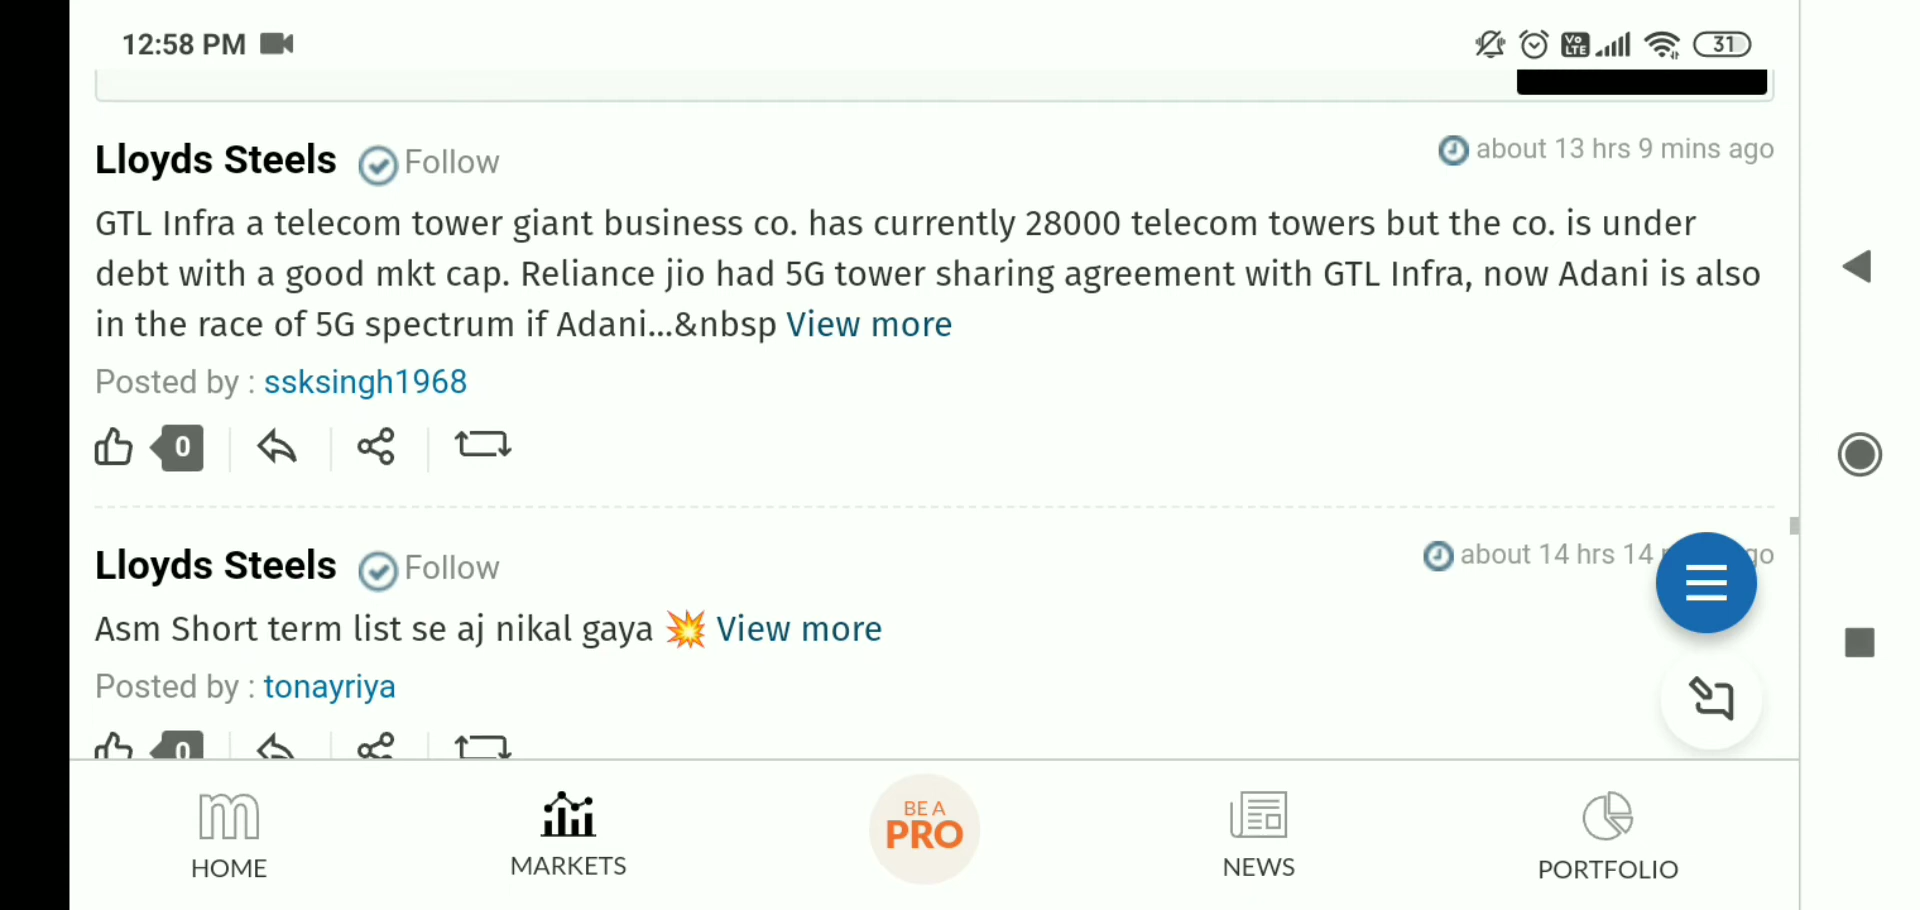 12:58 PM
Vo LTE
31
Lloyds Steels Follow
about 13 hrs 9 mins ago
GTL Infra a telecom tower giant business co. has currently 28000 telecom towers but the co. is under
debt with a good mkt cap. Reliance jio had 5G tower sharing agreement with GTL Infra, now Adani is also
in the race of 5G spectrum if Adani...&nbsp View more
Posted by : ssksingh1968
0
Lloyds Steels Follow
about 14 hrs 14
Asm Short term list se aj nikal gaya 💥 View more
Posted by : tonayriya
0
m
HOME
MARKETS
BE A
PRO
NEWS
PORTFOLIO